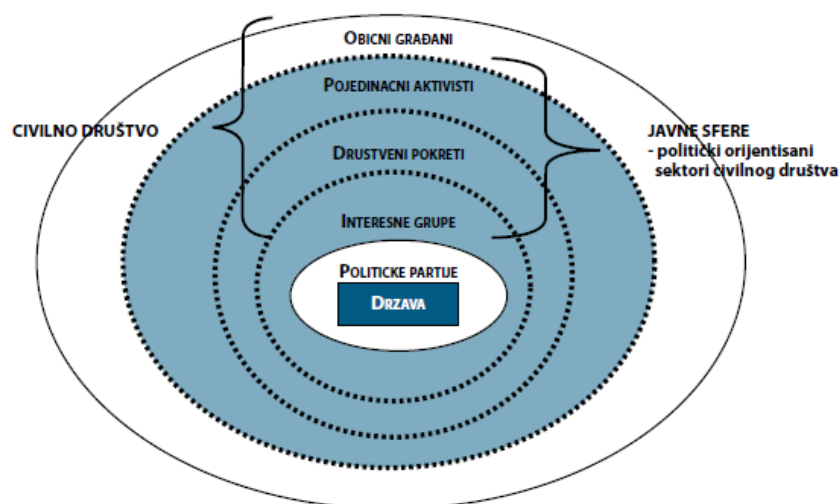 OBICNI GRAĐANI
POJEDINACNI AKTIVISTI
CIVILNO DRUŠTVO
JAVNE SFERE
- politički orijentisani
sektori civilnog društva
DRUSTVENI POKRETI
INTERESNE GRUPE
POLITICKE PARTIJE
DRZAVA